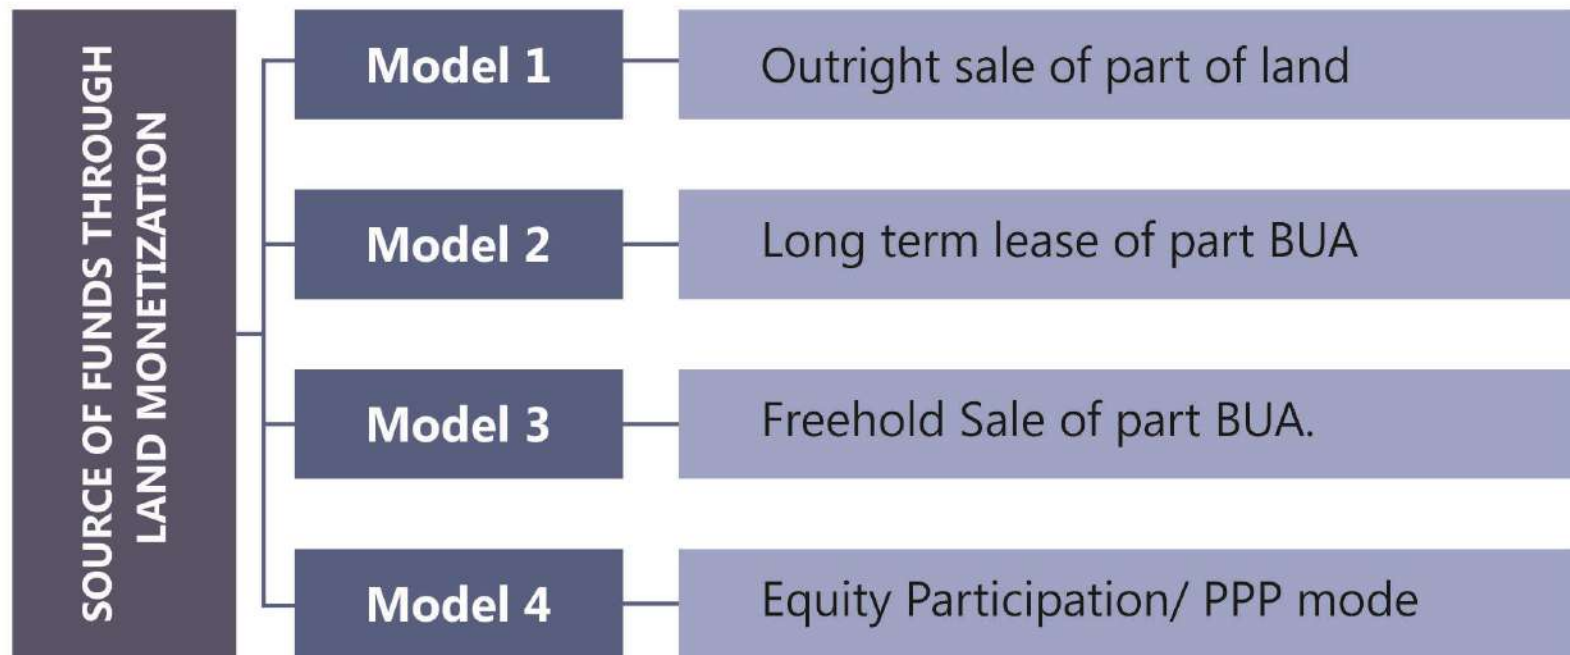 SOURCE OF FUNDS THROUGH
LAND MONETIZATION
Model 1
Outright sale of part of land
Model 2
Long term lease of part BUA
Model 3
Freehold Sale of part BUA.
Model 4
Equity Participation/ PPP mode